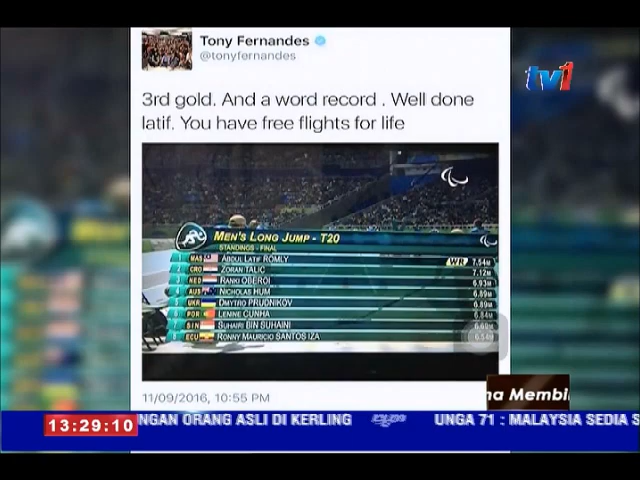 Tony Fernandes
@tonyfernandes
tv1
3rd gold. And a word record . Well done
latif. You have free flights for life
MEN'S LONG JUMP - T20
STANDINGS - FINAL
MAS ABDUL LATIF ROMLY WR 7.54m
CRO ZORAN TALIC 7.12m
NED RANKI OBEROI 6.93m
AUS NICHOLAS HUM 6.89m
UKR DMYTRO PRUDNIKOV 6.89m
POR LENINE CUNHA 6.84m
SIN SUHAIRI BIN SUHAINI
ECU RONNY MAURICIO SANTOS IZA
11/09/2016, 10:55 PM
na Membi
13:29:10
NGAN ORANG ASLI DI KERLING UNGA 71 : MALAYSIA SEDIA S